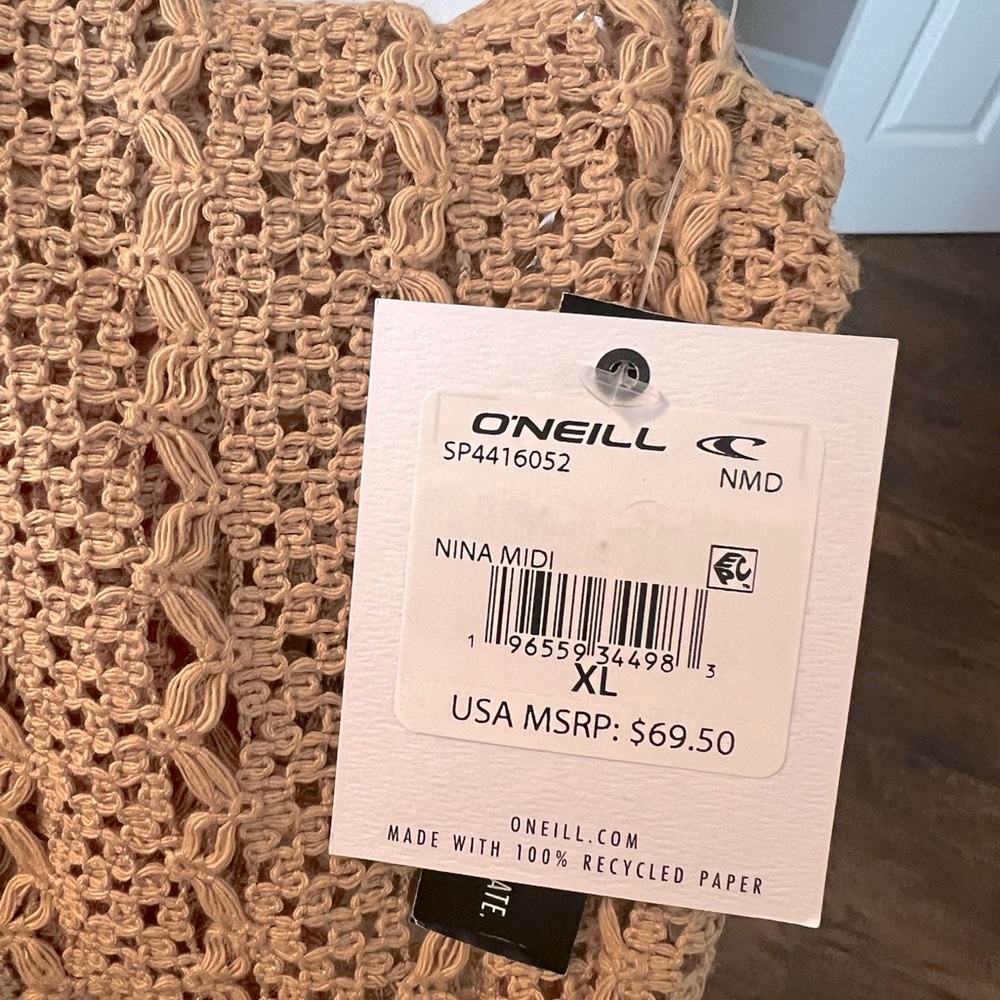 O'NEILL
SP4416052
NMD
NINA MIDI
1 96559 34498 3
XL
USA MSRP: $69.50
ONEILL.COM
MADE WITH 100% RECYCLED PAPER
ATE.